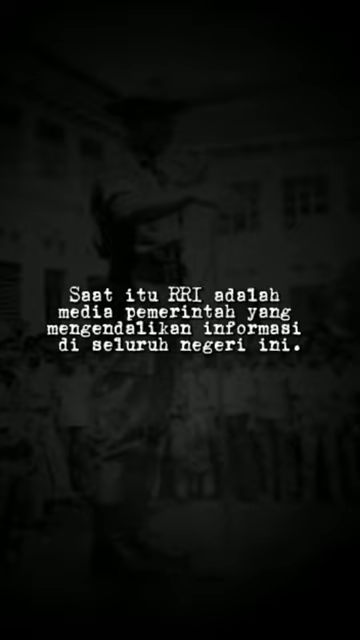 Saat itu RRI adalah
media pemerintah yang
mengendalikan informasi
di seluruh negeri ini.